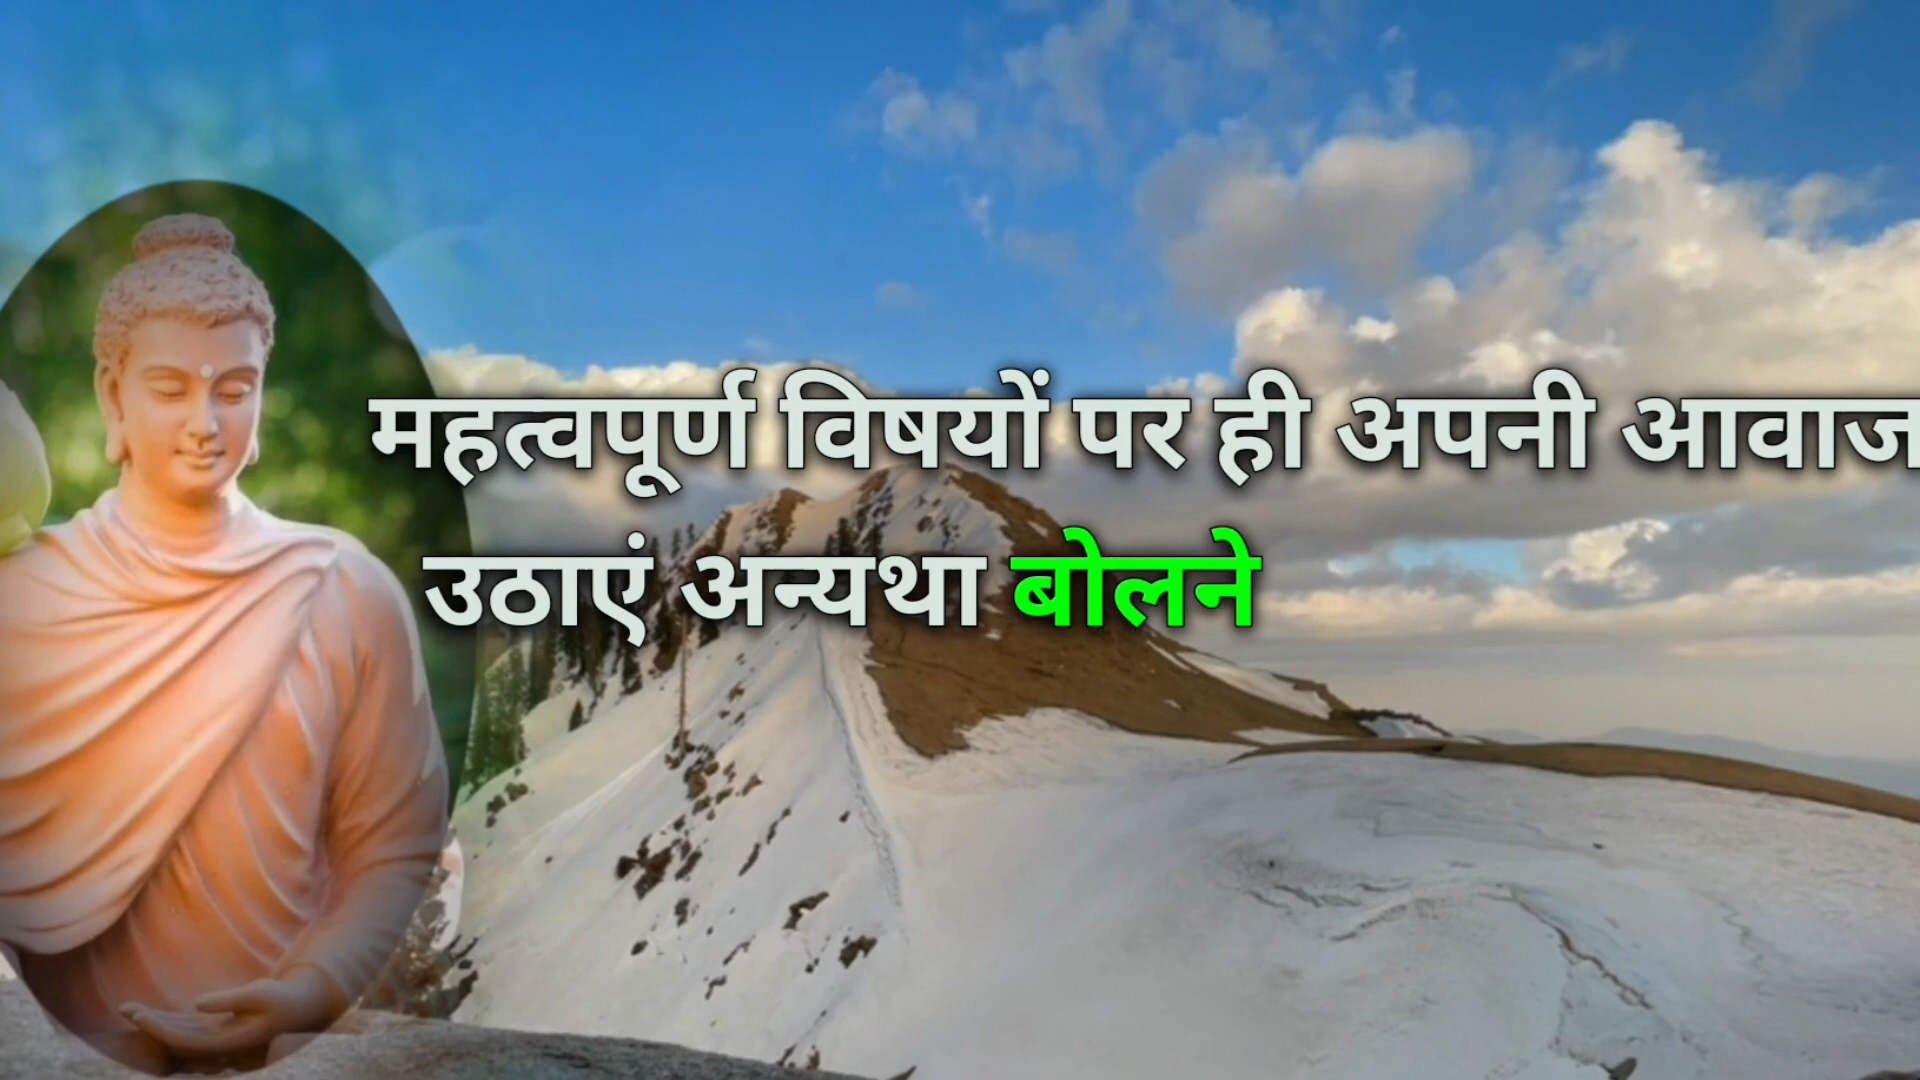 महत्वपूर्ण विषयों पर ही अपनी आवाज
उठाएं अन्यथा बोलने